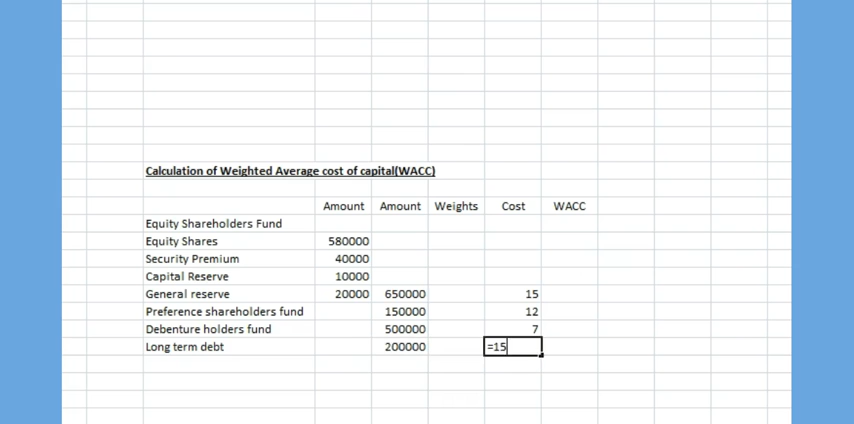 Calculation of Weighted Average cost of capital(WACC)
Amount Amount Weights Cost WACC
Equity Shareholders Fund
Equity Shares 580000
Security Premium 40000
Capital Reserve 10000
General reserve 20000 650000 15
Preference shareholders fund 150000 12
Debenture holders fund 500000 7
Long term debt 200000 =15